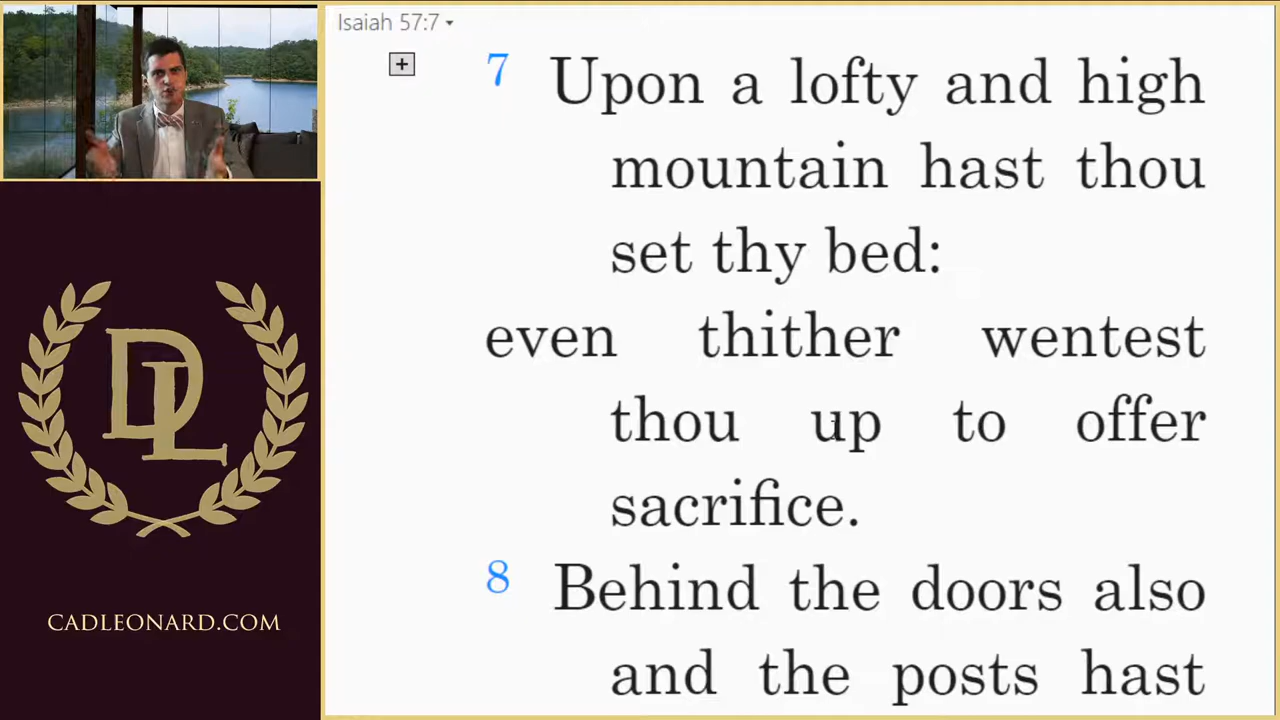 Isaiah 57:7
7 Upon a lofty and high
mountain hast thou
set thy bed:
even thither wentest
thou up to offer
sacrifice.
8 Behind the doors also
and the posts hast
DL
CADLEONARD.COM